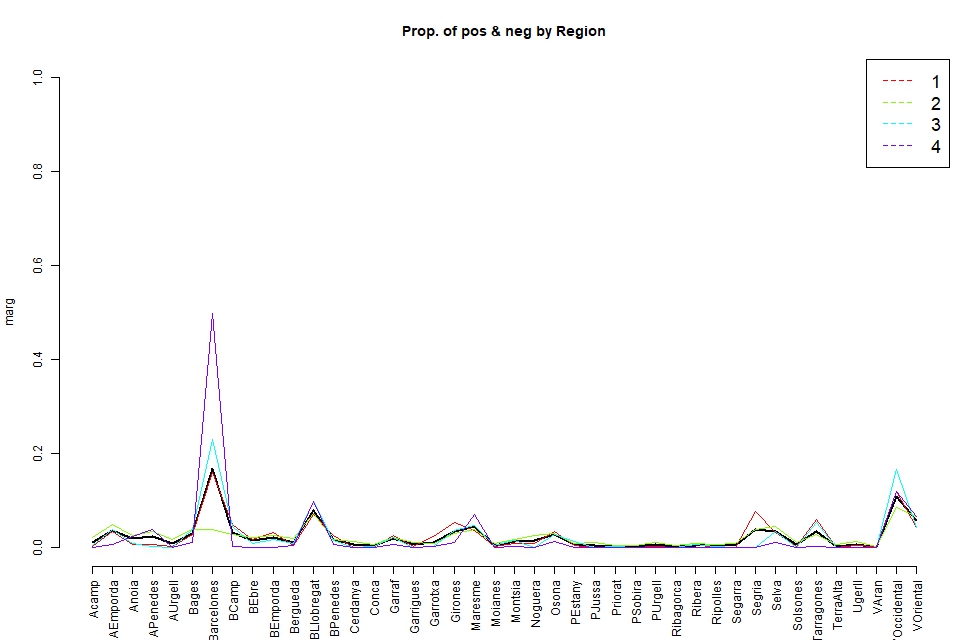 Prop. of pos & neg by Region
1
2
3
4
marg
1.0
0.8
0.6
0.4
0.2
0.0
Acamp
AEmporda
Anoia
APenedes
AUrgell
Bages
Barcelones
BCamp
BEbre
BEmporda
Bergueda
BLlobregat
BPenedes
Cerdanya
Conca
Garraf
Garrigues
Garrotxa
Girones
Maresme
Moianes
Montsia
Noguera
Osona
PEstany
PJussa
Priorat
PSobira
PUrgell
Ribagorca
Ribera
Ripolles
Segarra
Segria
Selva
Solsones
Tarragones
TerraAlta
Ugerll
VAran
VOccidental
VOriental